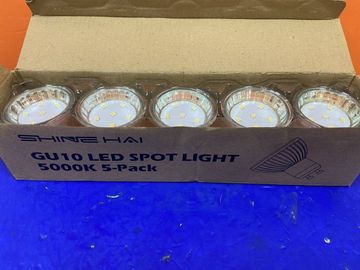 SHINE HAI
GU10 LED SPOT LIGHT
5000K 5-Pack